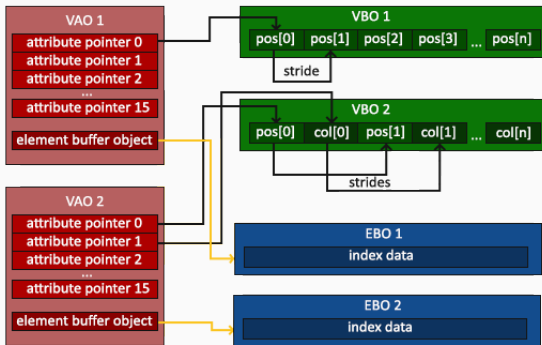 VAO 1
attribute pointer 0
attribute pointer 1
attribute pointer 2
...
attribute pointer 15
element buffer object
VAO 2
attribute pointer 0
attribute pointer 1
attribute pointer 2
...
attribute pointer 15
element buffer object
VBO 1
pos[0] pos[1] pos[2] pos[3] ... pos[n]
stride
VBO 2
pos[0] col[0] pos[1] col[1] ... col[n]
strides
EBO 1
index data
EBO 2
index data